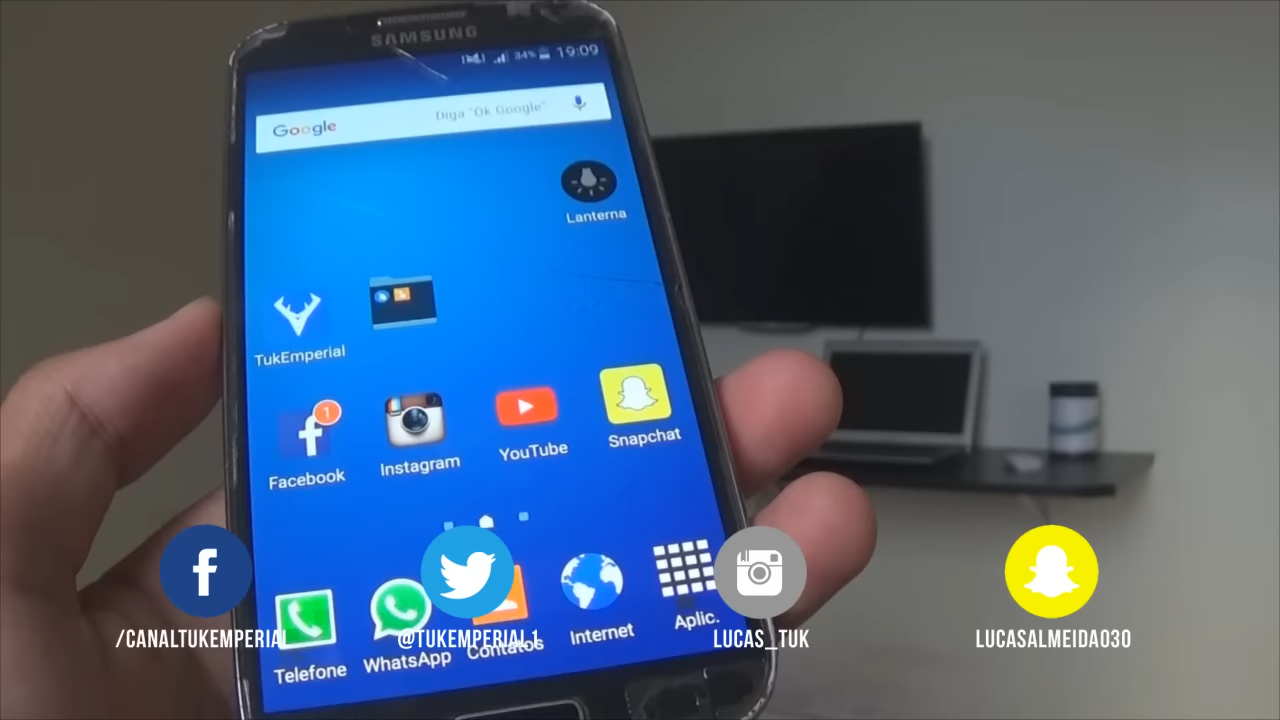 SAMSUNG
34% 19:09
Google Diga "Ok Google"
Lanterna
TukEmperial
1
Facebook Instagram YouTube Snapchat
Telefone WhatsApp Contatos Internet Aplic.
/CANALTUKEMPERIAL @TUKEMPERIAL1 LUCAS_TUK LUCASALMEIDA030